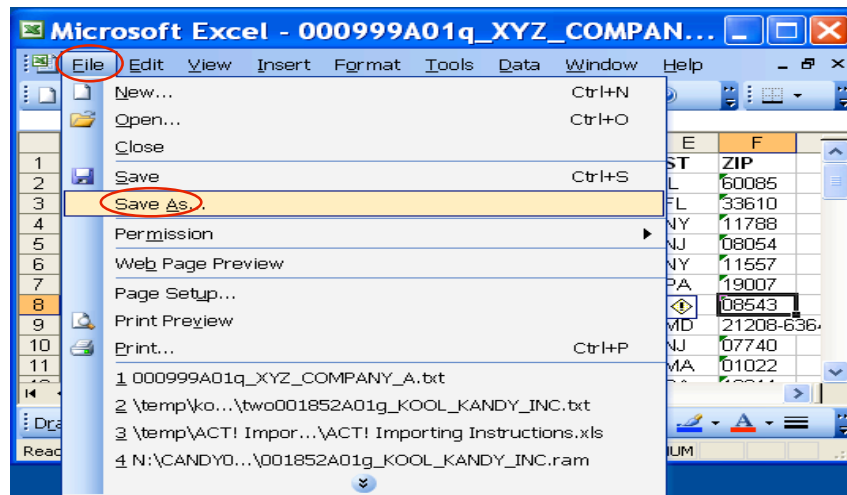 Microsoft Excel - 000999A01q_XYZ_COMPAN...
File Edit View Insert Format Tools Data Window Help
New... Ctrl+N
Open... Ctrl+O
Close
Save Ctrl+S
Save As...
Permission
Web Page Preview
Page Setup...
Print Preview
Print... Ctrl+P
1 000999A01q_XYZ_COMPANY_A.txt
2 \temp\ko...\two001852A01g_KOOL_KANDY_INC.txt
3 \temp\ACT! Impor...\ACT! Importing Instructions.xls
4 N:\CANDY0...\001852A01g_KOOL_KANDY_INC.ram
E F
1 ST ZIP
2 60085
3 FL 33610
4 NY 11788
5 NJ 08054
6 NY 11557
7 PA 19007
8 08543
9 MD 21208-636
10 NJ 07740
11 MA 01022
Dra
Read